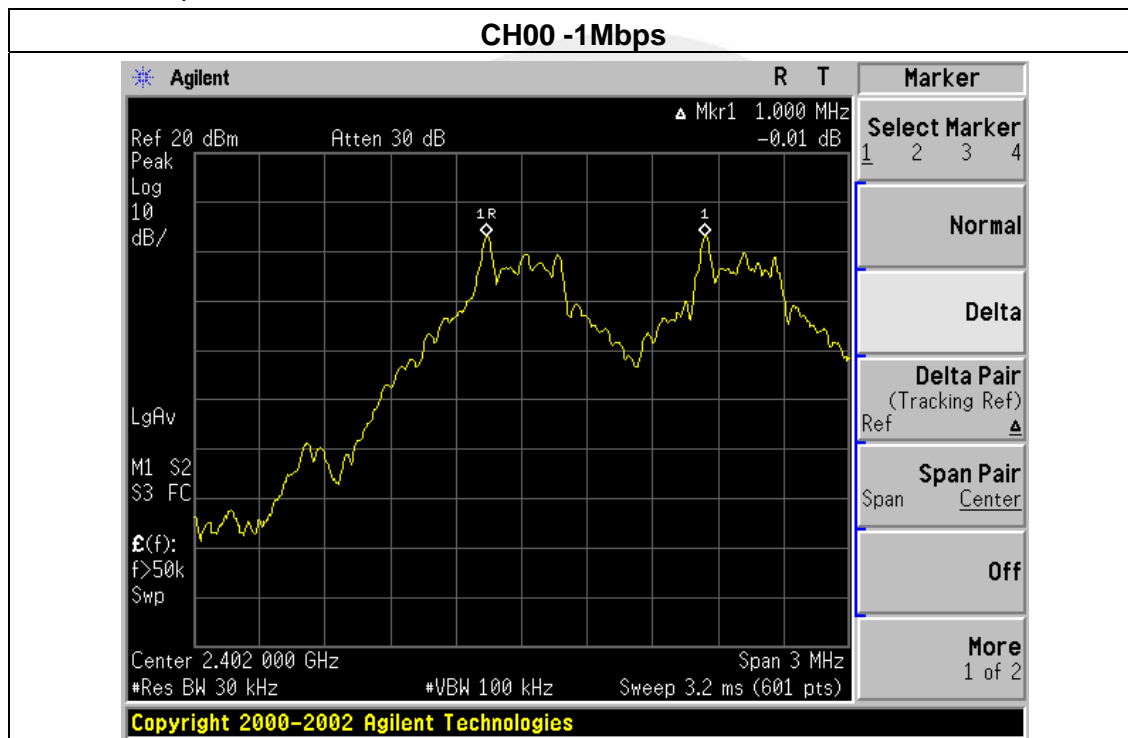 CH00 -1Mbps
Agilent R T Marker
Δ Mkr1 1.000 MHz
Ref 20 dBm Atten 30 dB -0.01 dB
Peak
Log
10
dB/
1R 1
LgAv
M1 S2
S3 FC
£(f):
f>50k
Swp
Center 2.402 000 GHz Span 3 MHz
#Res BW 30 kHz #VBW 100 kHz Sweep 3.2 ms (601 pts)
Select Marker
1 2 3 4
Normal
Delta
Delta Pair
(Tracking Ref)
Ref Δ
Span Pair
Span Center
Off
More
1 of 2
Copyright 2000-2002 Agilent Technologies